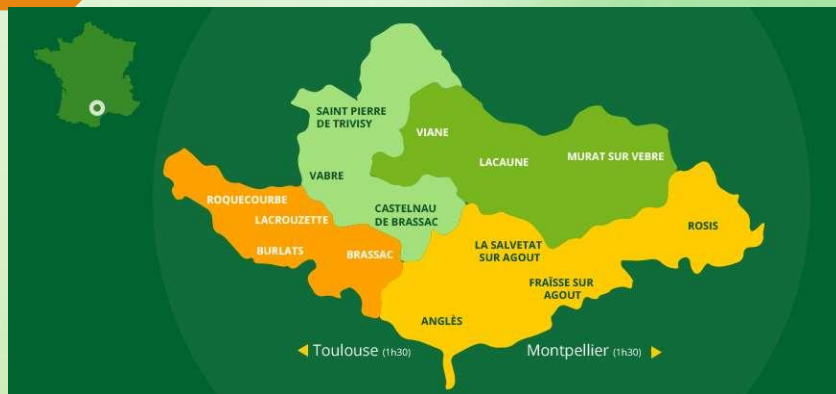 SAINT PIERRE
DE TRIVISY
VIANE
LACAUNE
MURAT SUR VEBRE
VABRE
ROQUECOURBE
LACROUZETTE
CASTELNAU
DE BRASSAC
BURLATS
BRASSAC
LA SALVETAT
SUR AGOUT
ROSIS
FRAÏSSE SUR
AGOUT
ANGLÈS
Toulouse (1h30)
Montpellier (1h30)